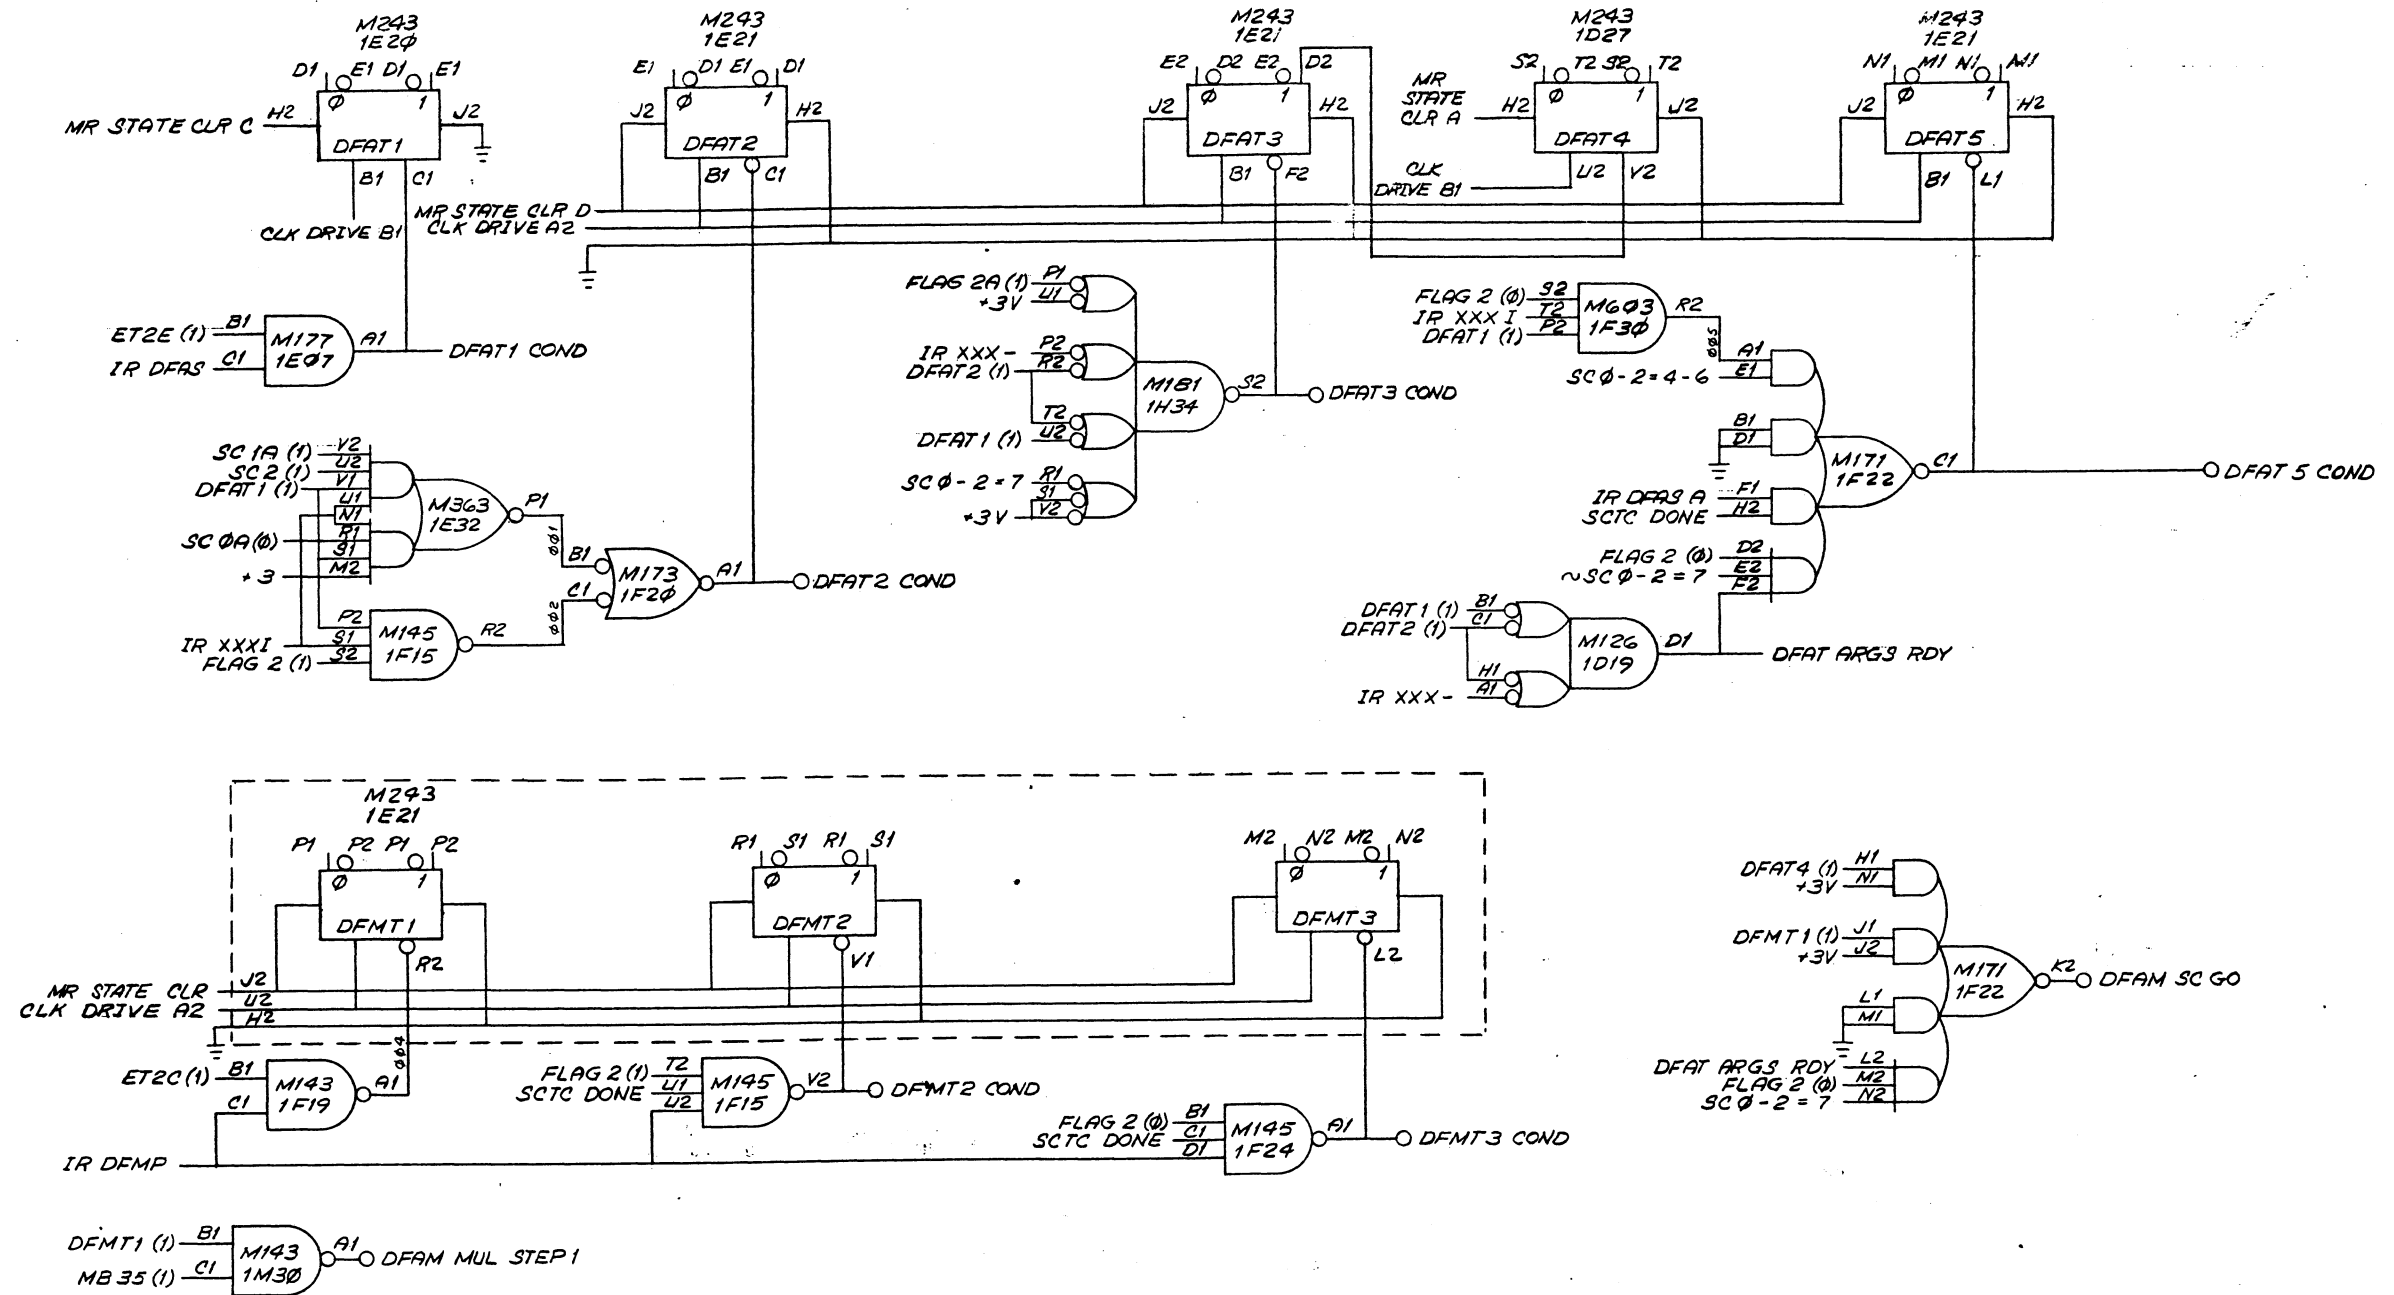 M243
1E2Ø
D1 E1 D1 E1
Ø 1
H2 J2
MR STATE CLR C
DFAT1
B1 C1
CLK DRIVE B1
M243
1E21
E1 D1 E1 D1
Ø 1
J2 H2
DFAT2
B1 C1
MR STATE CLR D
CLK DRIVE A2
M243
1E21
E2 D2 E2 D2
Ø 1
J2 H2
DFAT3
B1 F2
M243
1D27
S2 T2 S2 T2
Ø 1
MR
STATE
CLR A
H2 J2
DFAT4
U2 V2
CLK
DRIVE B1
M243
1E21
N1 M1 N1 M1
Ø 1
J2 H2
DFAT5
B1 L1
ET2E (1) B1
IR DFAS C1
M177
1EØ7
A1
DFAT1 COND
SC 1A (1) V2
SC 2 (1) U2
DFAT 1 (1) V1
U1
N1
SC ØA(Ø) R1
S1
+3 M2
M363
1E32
P1
ØØ1
B1
C1
ØØ2
M173
1F2Ø
A1
DFAT2 COND
P2
IR XXXI S1
FLAG 2 (1) S2
M145
1F15
R2
FLAG 2A (1) P1
+3V U1
IR XXX- P2
DFAT2 (1) R2
T2
DFAT1 (1) U2
SCØ-2=7 R1
S1
+3V V2
M181
1H34
S2
DFAT3 COND
FLAG 2 (Ø) S2
IR XXX I T2
DFAT1 (1) P2
M6Ø3
1F3Ø
R2
ØØ5
A1
SCØ-2=4-6 E1
B1
D1
IR DFAS A F1
SCTC DONE H2
FLAG 2 (Ø) D2
~SCØ-2=7 E2
F2
M171
1F22
C1
DFAT 5 COND
DFAT1 (1) B1
DFAT2 (1) C1
H1
IR XXX- A1
M126
1D19
D1
DFAT ARGS RDY
M243
1E21
P1 P2 P1 P2
Ø 1
DFMT1
R2
R1 S1 R1 S1
Ø 1
DFMT2
V1
M2 N2 M2 N2
Ø 1
DFMT3
L2
MR STATE CLR J2
CLK DRIVE A2 U2
H2
ØØ4
ET2C (1) B1
C1
M143
1F19
A1
FLAG 2 (1) T2
SCTC DONE U1
U2
M145
1F15
V2
DFMT2 COND
FLAG 2 (Ø) B1
SCTC DONE C1
D1
M145
1F24
A1
DFMT3 COND
IR DFMP
DFAT4 (1) H1
+3V N1
DFMT1 (1) J1
+3V J2
L1
M1
DFAT ARGS RDY L2
FLAG 2 (Ø) M2
SCØ-2=7 N2
M171
1F22
K2
DFAM SC GO
DFMT1 (1) B1
MB 35 (1) C1
M143
1M3Ø
A1
DFAM MUL STEP 1